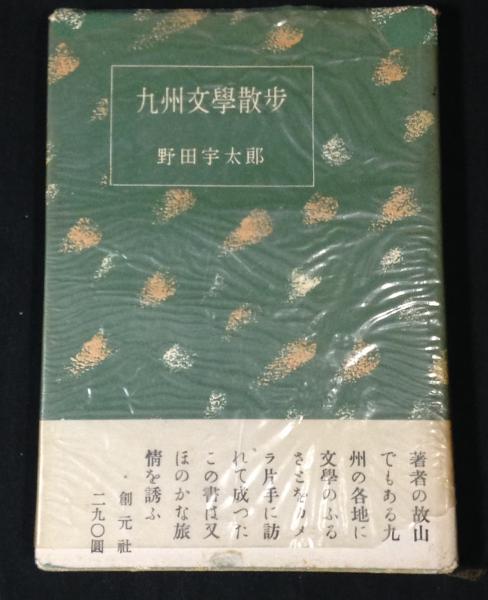 九州文學散步
野田宇太郎
著者の故山
でもある九
州の各地に
文學のふる
さとをカメ
ラ片手に訪
れて成つた
この書は又
ほのかな旅
情を誘ふ
・創元社
二九〇圓